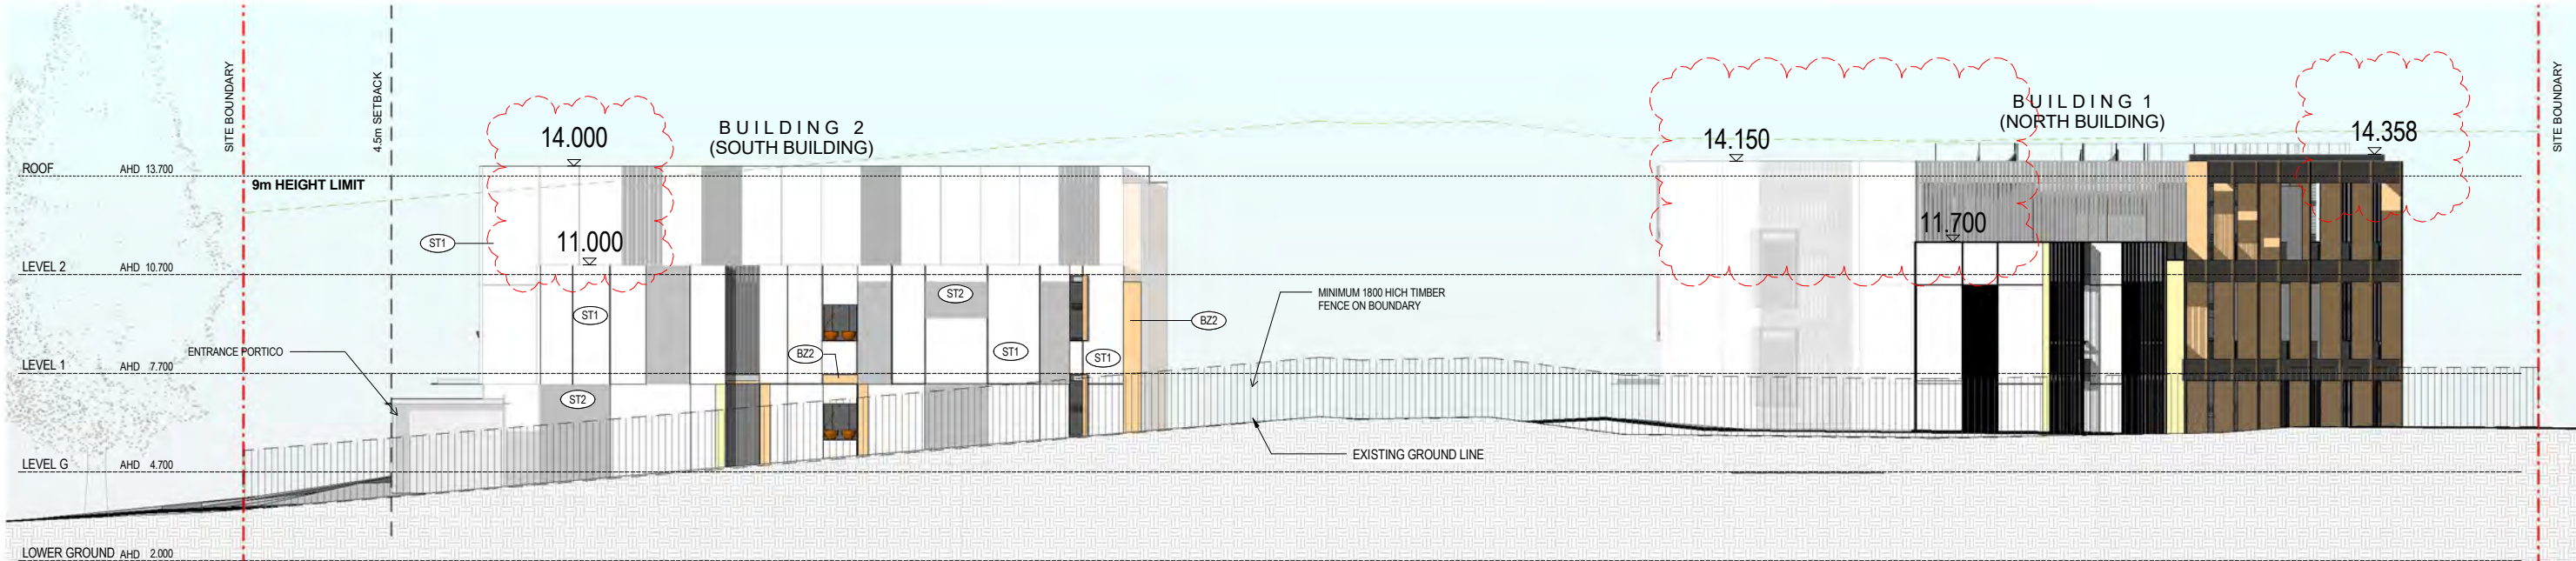 SITE BOUNDARY
4.5m SETBACK
14.000
BUILDING 2
(SOUTH BUILDING)
BUILDING 1
(NORTH BUILDING)
14.150
14.358
SITE BOUNDARY
ROOF AHD 13.700
9m HEIGHT LIMIT
11.700
ST1
11.000
LEVEL 2 AHD 10.700
ST2
MINIMUM 1800 HICH TIMBER
FENCE ON BOUNDARY
ST1
BZ2
ENTRANCE PORTICO
BZ2
ST1
ST1
LEVEL 1 AHD 7.700
ST2
EXISTING GROUND LINE
LEVEL G AHD 4.700
LOWER GROUND AHD 2.000